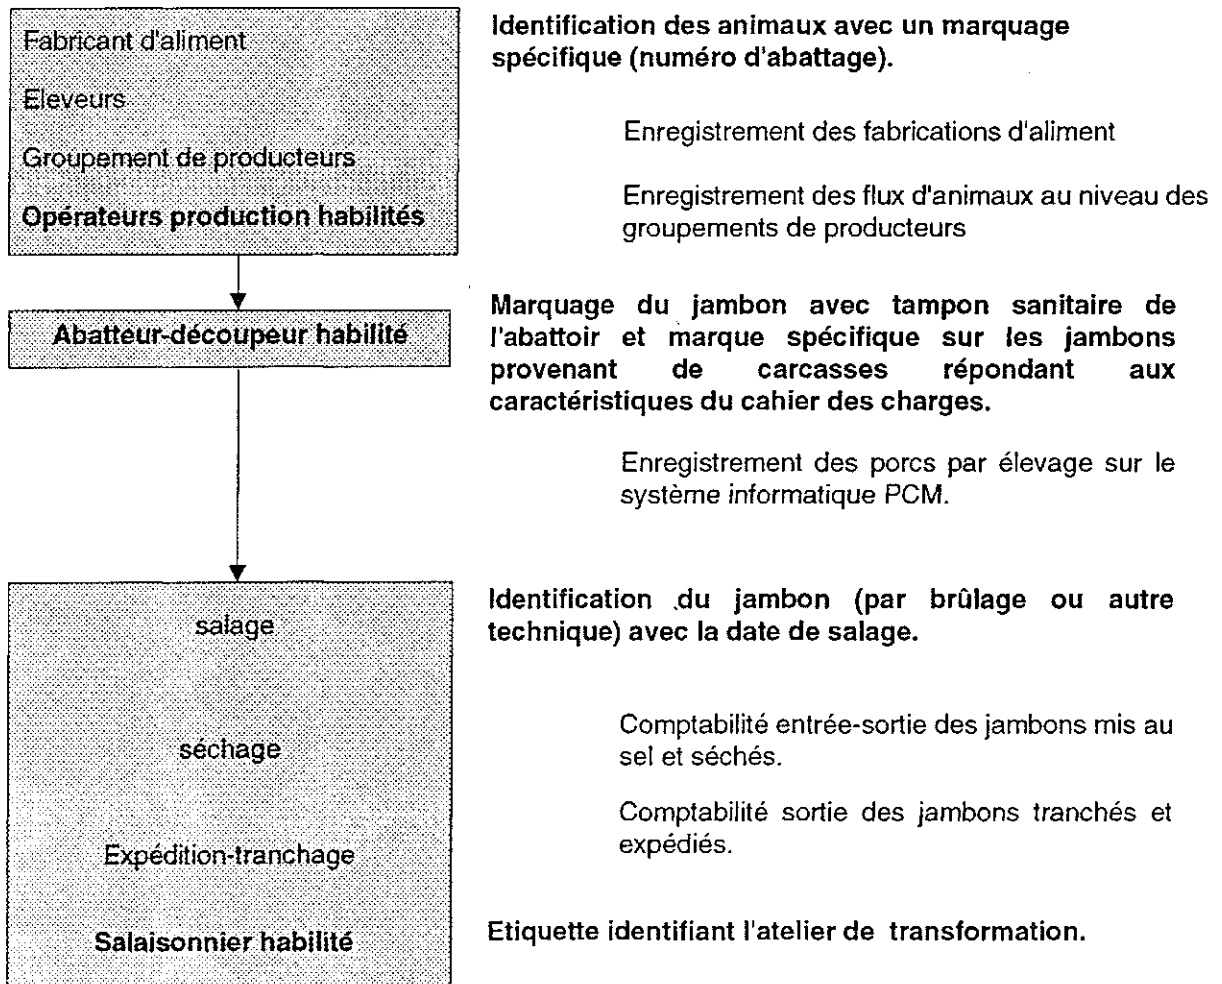 Fabricant d'aliment
Eleveurs
Groupement de producteurs
Opérateurs production habilités
Identification des animaux avec un marquage
spécifique (numéro d'abattage).
Enregistrement des fabrications d'aliment
Enregistrement des flux d'animaux au niveau des
groupements de producteurs
Abatteur-découpeur habilité
Marquage du jambon avec tampon sanitaire de
l'abattoir et marque spécifique sur les jambons
provenant de carcasses répondant aux
caractéristiques du cahier des charges.
Enregistrement des porcs par élevage sur le
système informatique PCM.
salage
séchage
Expédition-tranchage
Salaisonnier habilité
Identification du jambon (par brûlage ou autre
technique) avec la date de salage.
Comptabilité entrée-sortie des jambons mis au
sel et séchés.
Comptabilité sortie des jambons tranchés et
expédiés.
Etiquette identifiant l'atelier de transformation.